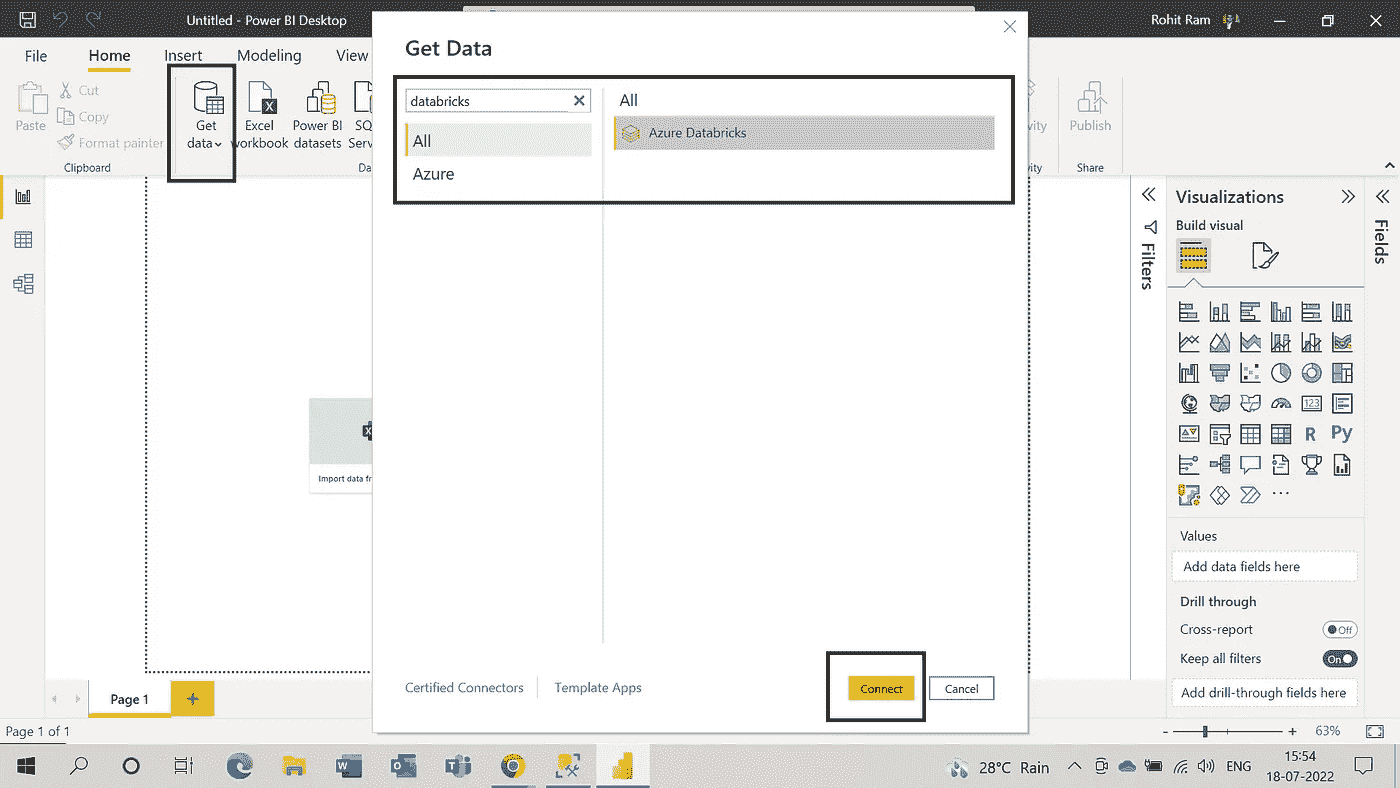 Untitled - Power BI Desktop
Rohit Ram
File Home Insert Modeling View
Paste
Cut
Copy
Format painter
Clipboard
Get data
Excel workbook
Power BI datasets
Get Data
databricks
All
Azure
All
Azure Databricks
Publish
Share
Import data
Certified Connectors
Template Apps
Connect
Cancel
Filters
Visualizations
Build visual
Fields
123
R
Py
...
Values
Add data fields here
Drill through
Cross-report
Off
Keep all filters
On
Add drill-through fields here
Page 1
+
Page 1 of 1
- + 63%
28°C Rain
ENG
15:54
18-07-2022